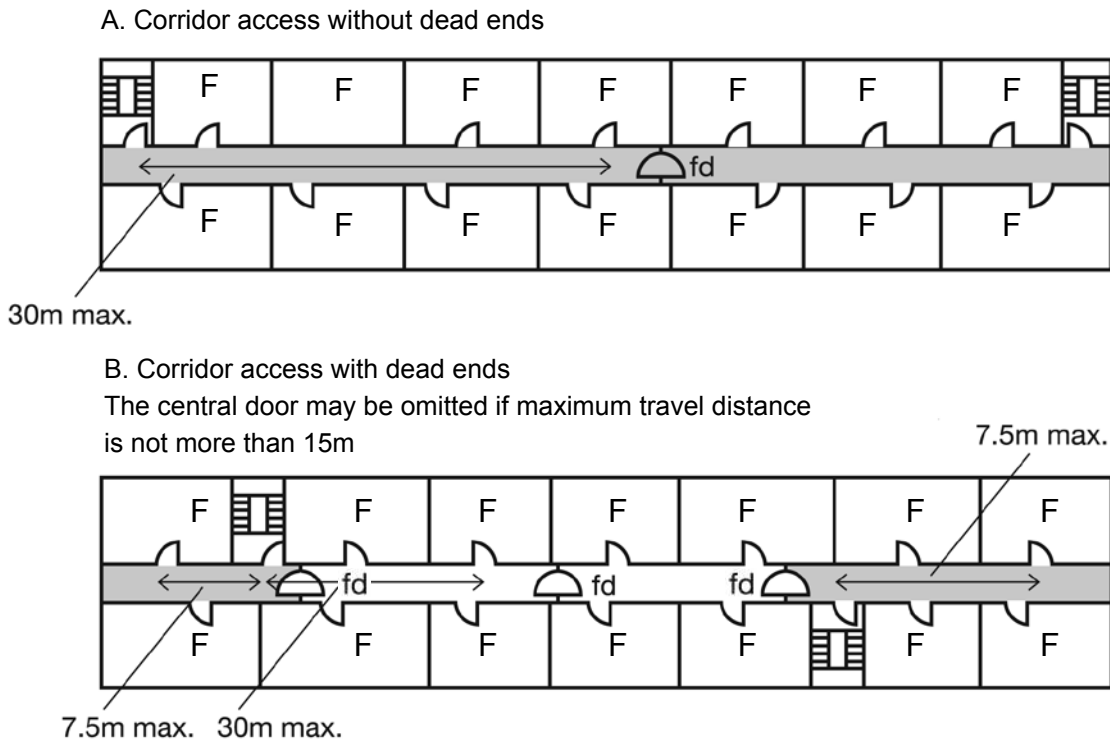 A. Corridor access without dead ends
F F F F F F F
fd
F F F F F F F
30m max.
B. Corridor access with dead ends
The central door may be omitted if maximum travel distance
is not more than 15m
7.5m max.
F F F F F F F
fd fd fd
F F F F F F F
7.5m max. 30m max.